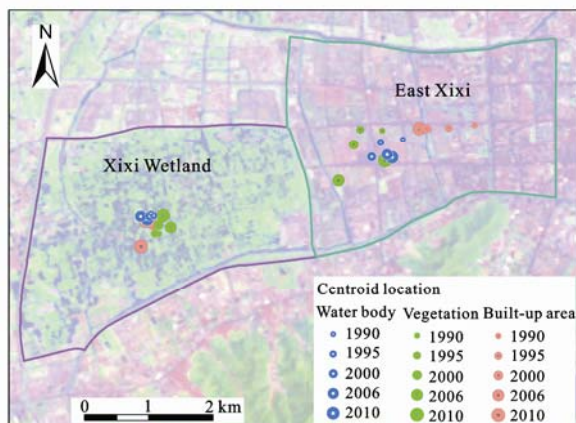 N
East Xixi
Xixi Wetland
Centroid location
Water body Vegetation Built-up area
1990 1990 1990
1995 1995 1995
2000 2000 2000
2006 2006 2006
2010 2010 2010
0 1 2 km